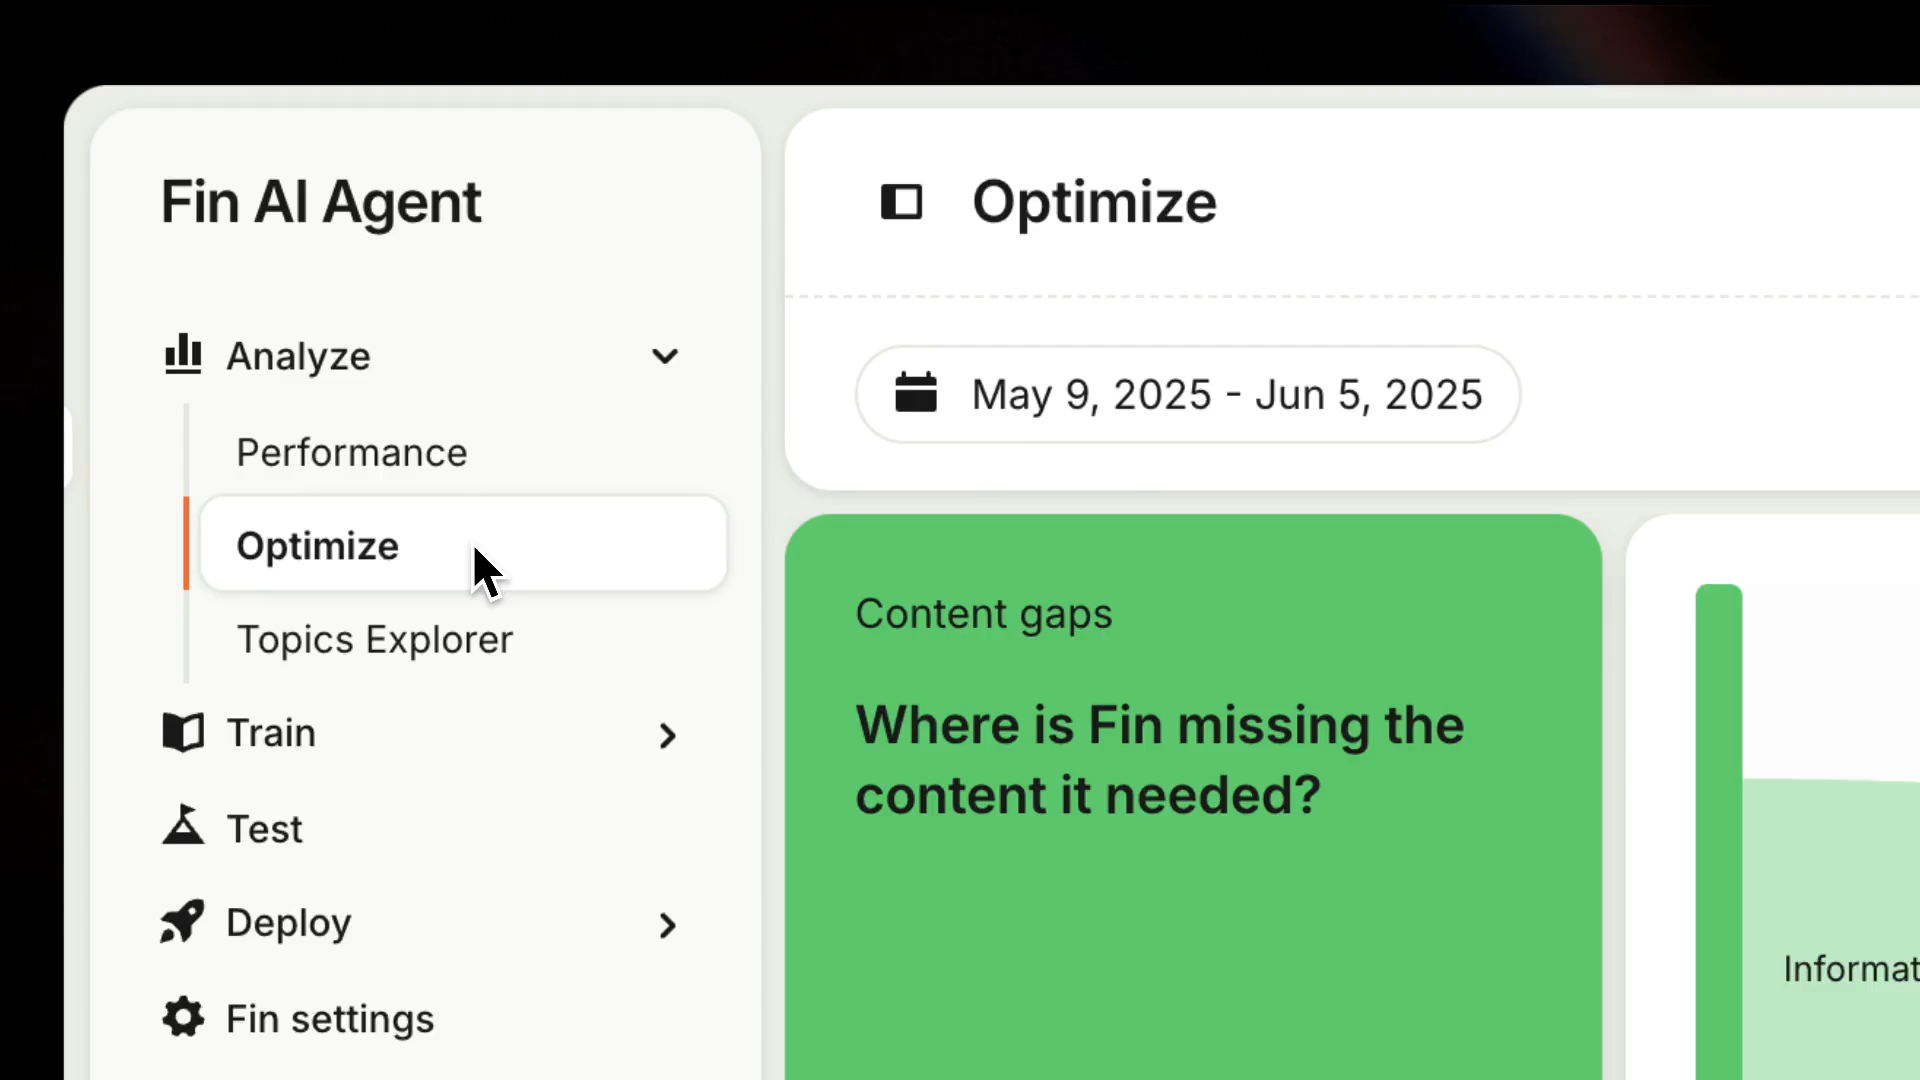 Fin AI Agent
Analyze
Performance
Optimize
Topics Explorer
Train
Test
Deploy
Fin settings
Optimize
May 9, 2025 - Jun 5, 2025
Content gaps
Where is Fin missing the
content it needed?
Informat